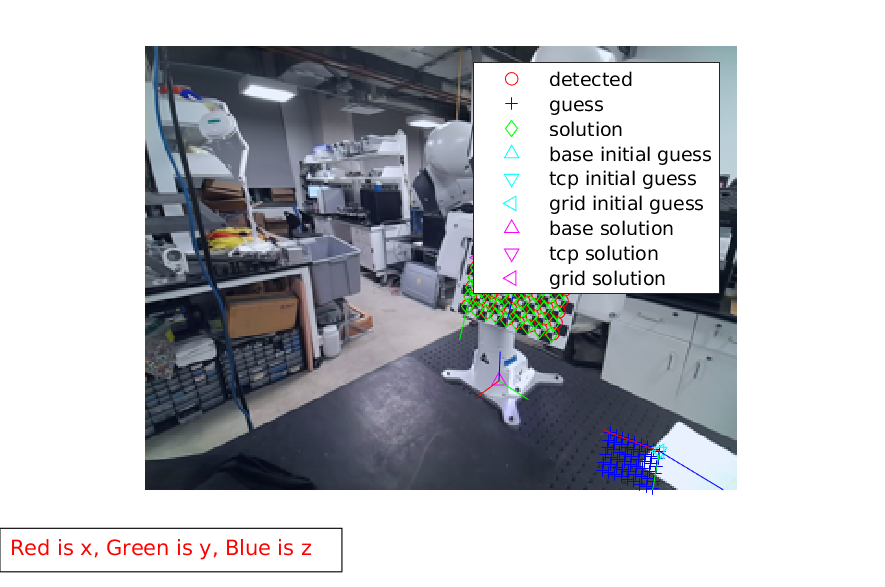 detected
guess
solution
base initial guess
tcp initial guess
grid initial guess
base solution
tcp solution
grid solution
Red is x, Green is y, Blue is z